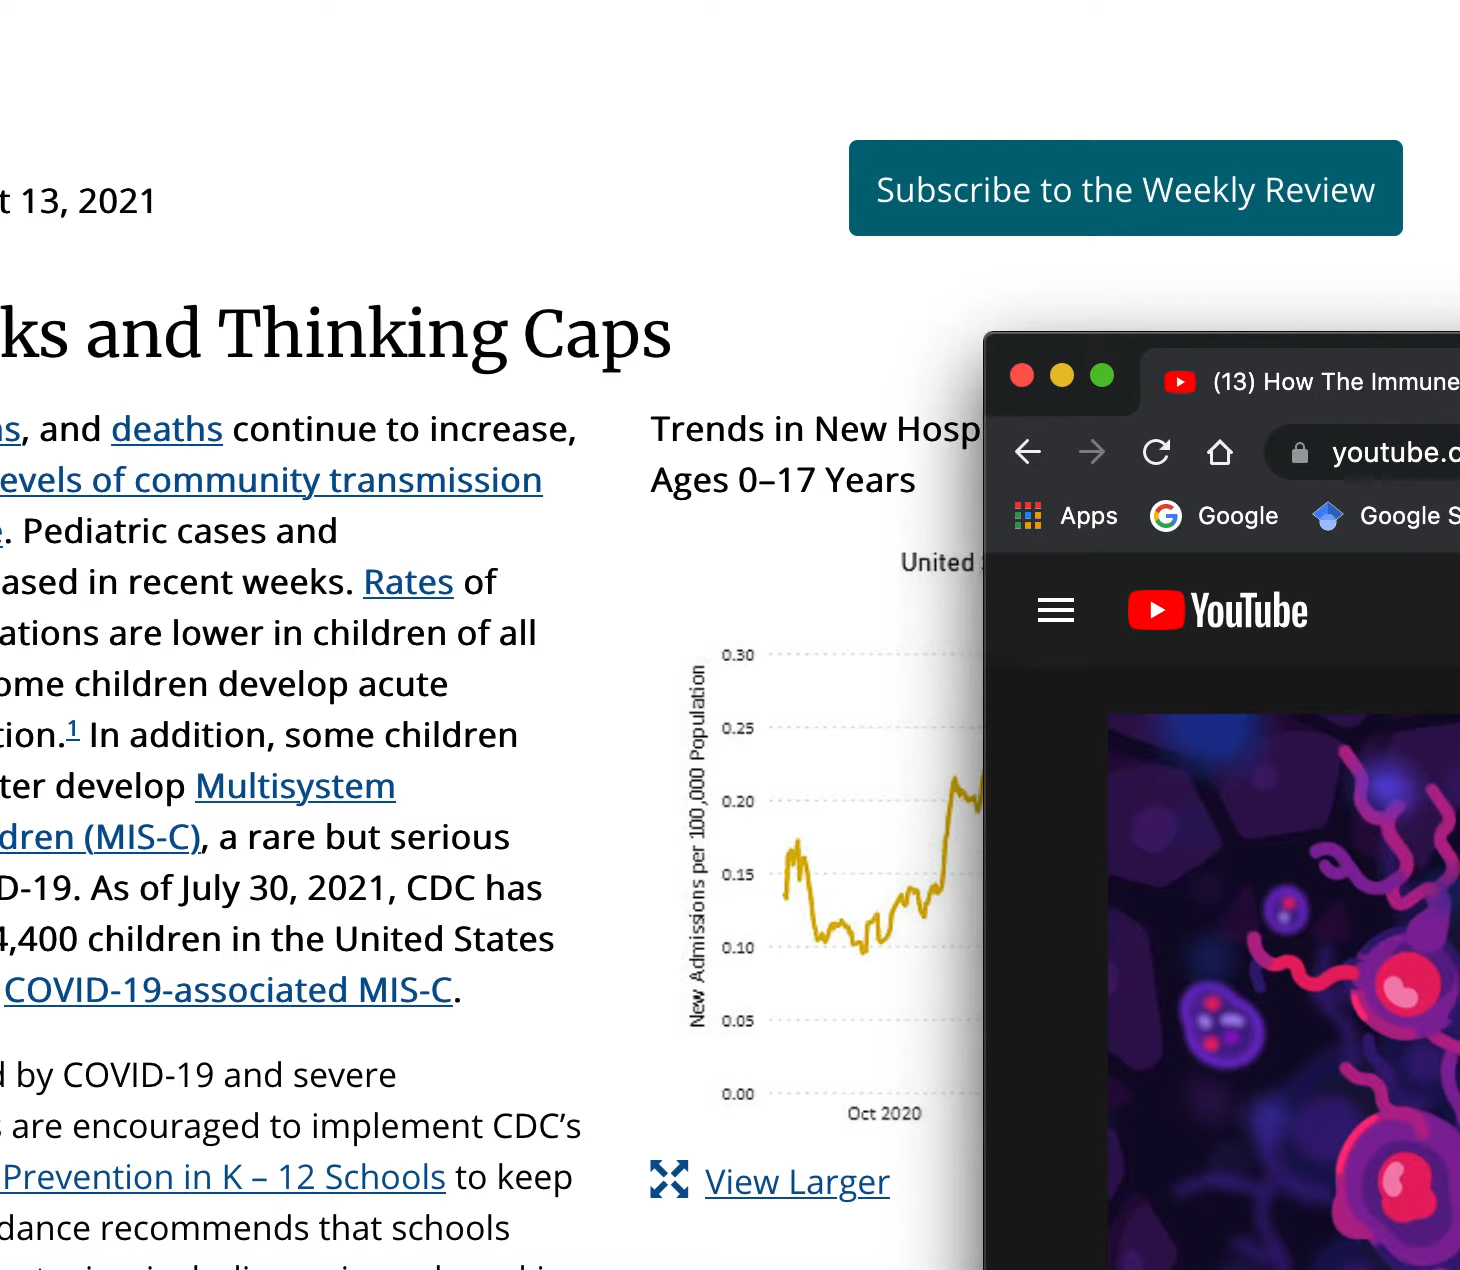 t 13, 2021
Subscribe to the Weekly Review
ks and Thinking Caps
s, and deaths continue to increase,
evels of community transmission
. Pediatric cases and
ased in recent weeks. Rates of
ations are lower in children of all
ome children develop acute
tion.1 In addition, some children
ter develop Multisystem
dren (MIS-C), a rare but serious
D-19. As of July 30, 2021, CDC has
4,400 children in the United States
COVID-19-associated MIS-C.
d by COVID-19 and severe
s are encouraged to implement CDC’s
Prevention in K – 12 Schools to keep
dance recommends that schools
Trends in New Hosp
Ages 0–17 Years
United
New Admissions per 100,000 Population
0.30
0.25
0.20
0.15
0.10
0.05
0.00
Oct 2020
View Larger
(13) How The Immune
youtube.c
Apps Google Google S
YouTube